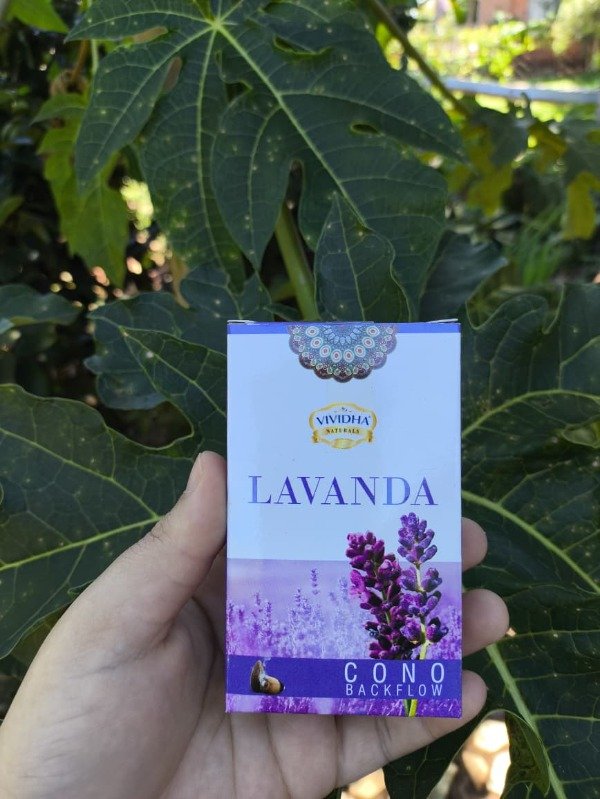 VIVIDHA
NATURALS
LAVANDA
CONO
BACKFLOW